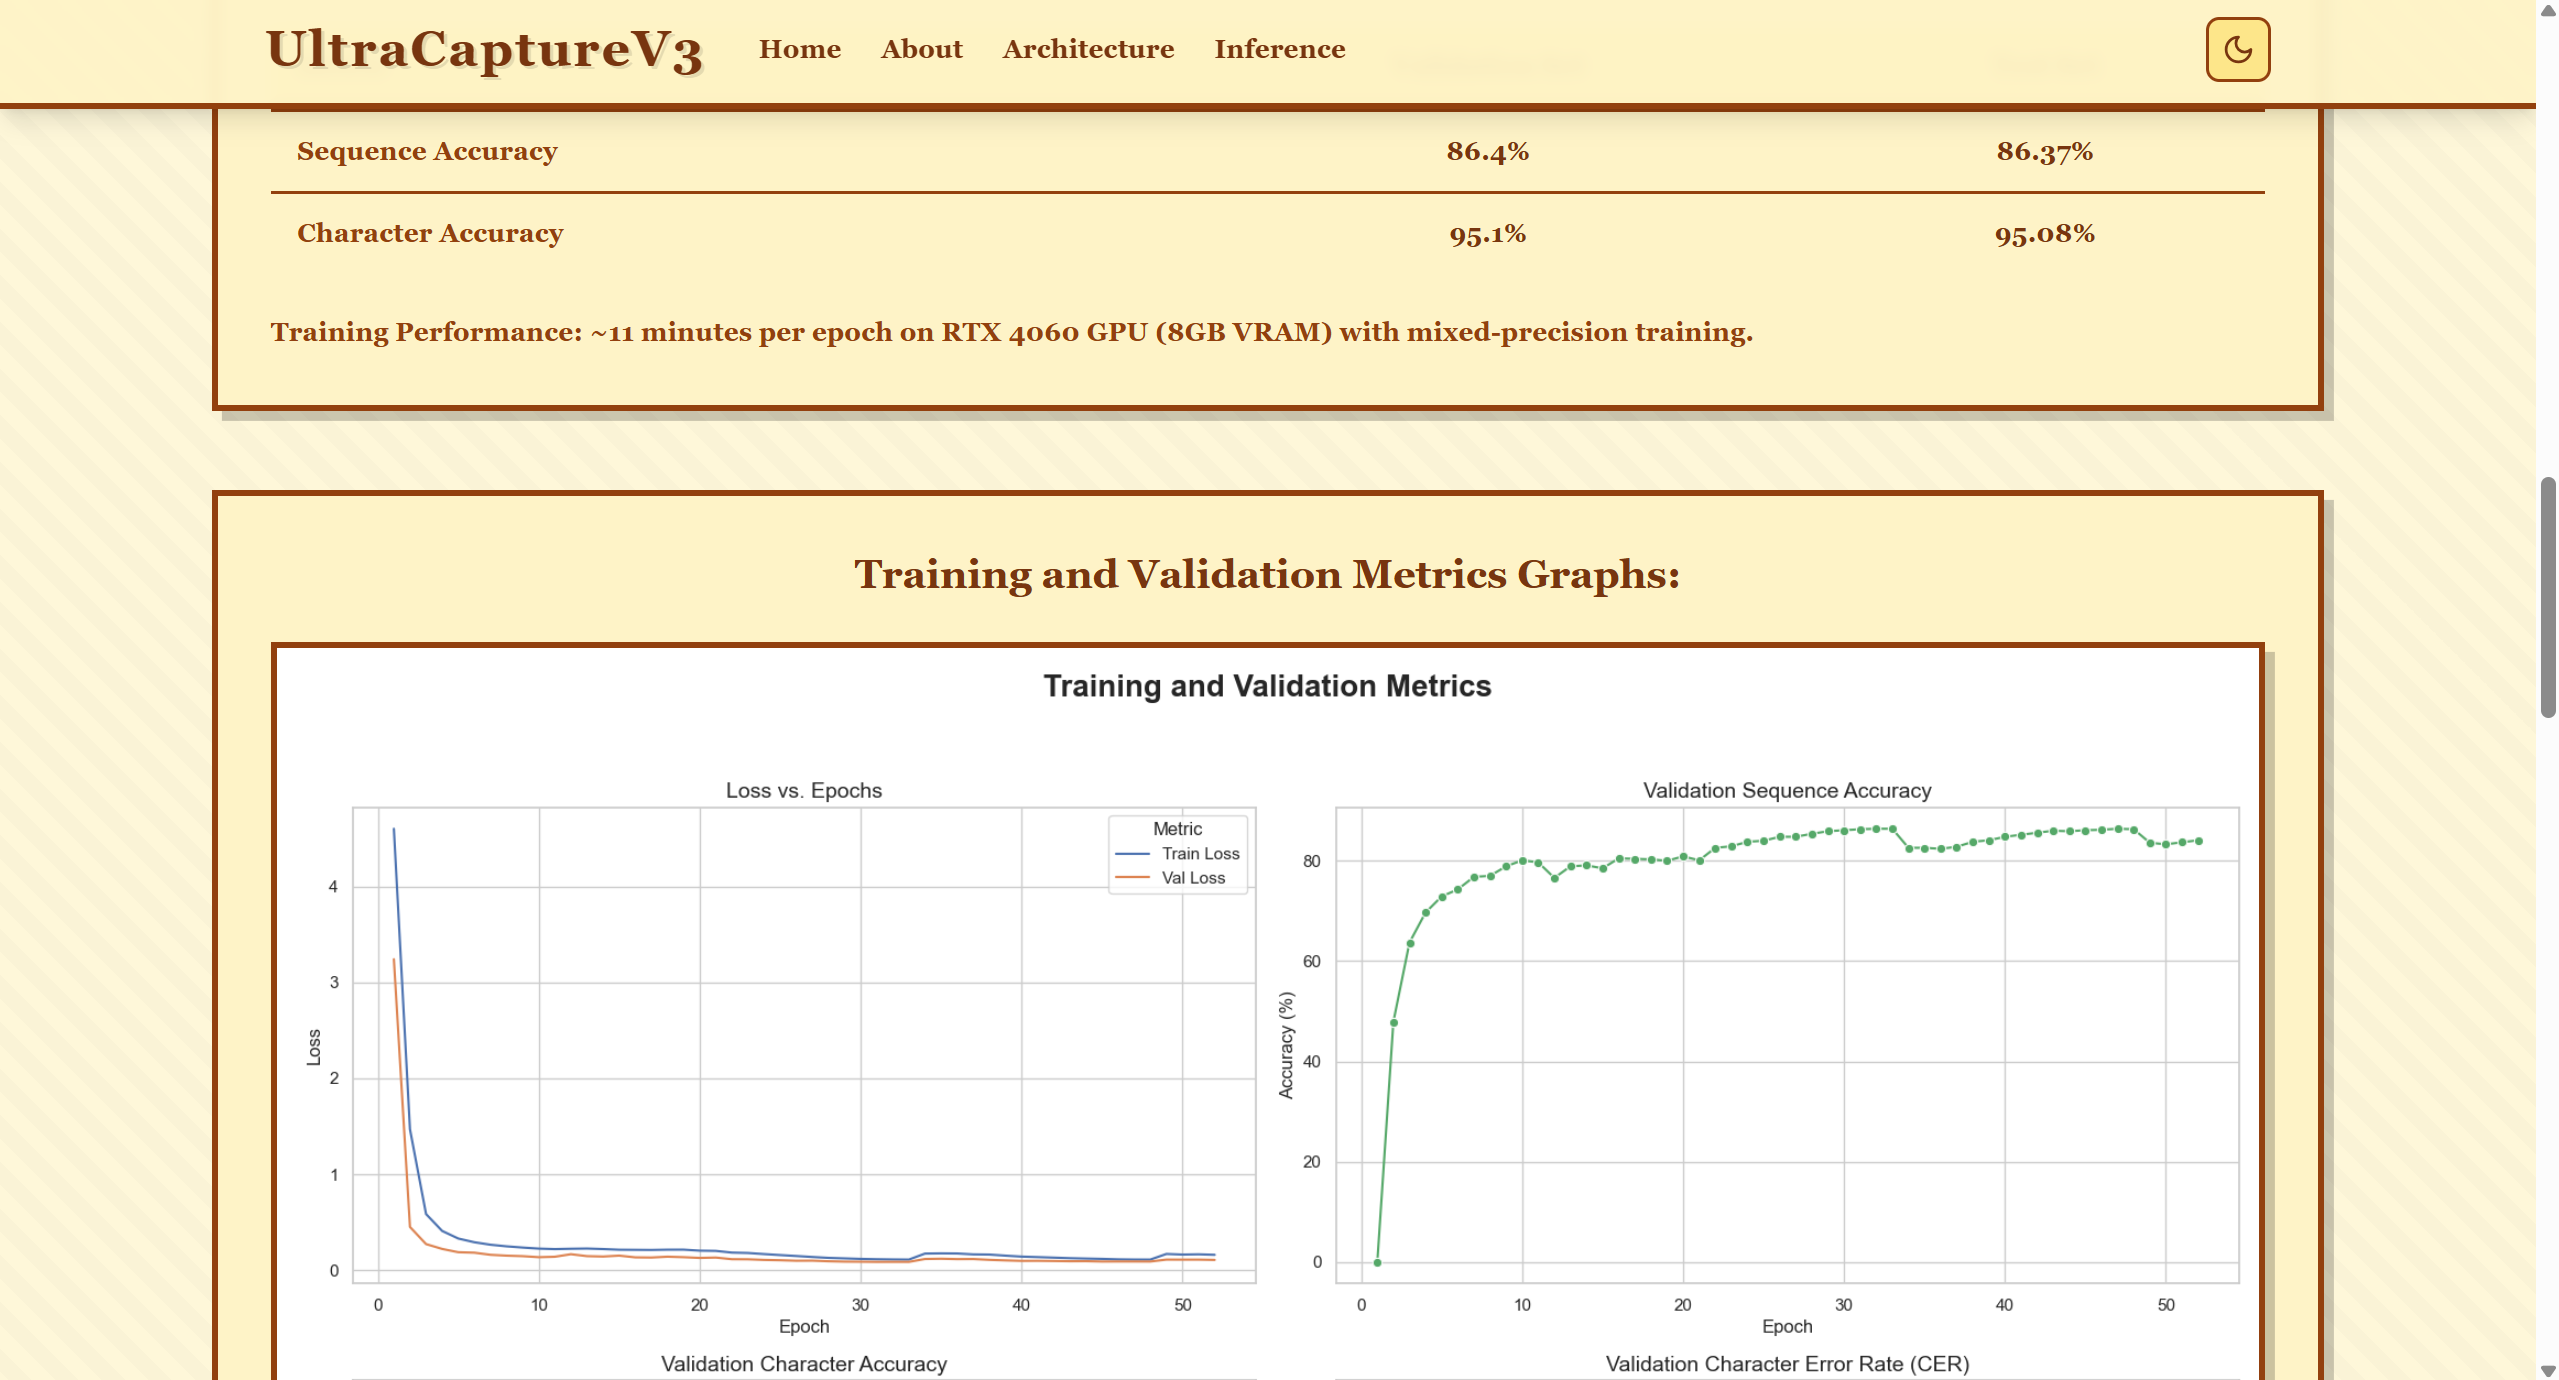 UltraCaptureV3 Home About Architecture Inference
Sequence Accuracy 86.4% 86.37%
Character Accuracy 95.1% 95.08%
Training Performance: ~11 minutes per epoch on RTX 4060 GPU (8GB VRAM) with mixed-precision training.
Training and Validation Metrics Graphs:
Training and Validation Metrics
Loss vs. Epochs
Metric
Train Loss
Val Loss
4
3
2
1
0
Loss
0 10 20 30 40 50
Epoch
Validation Sequence Accuracy
80
60
40
20
0
Accuracy (%)
0 10 20 30 40 50
Epoch
Validation Character Accuracy
Validation Character Error Rate (CER)